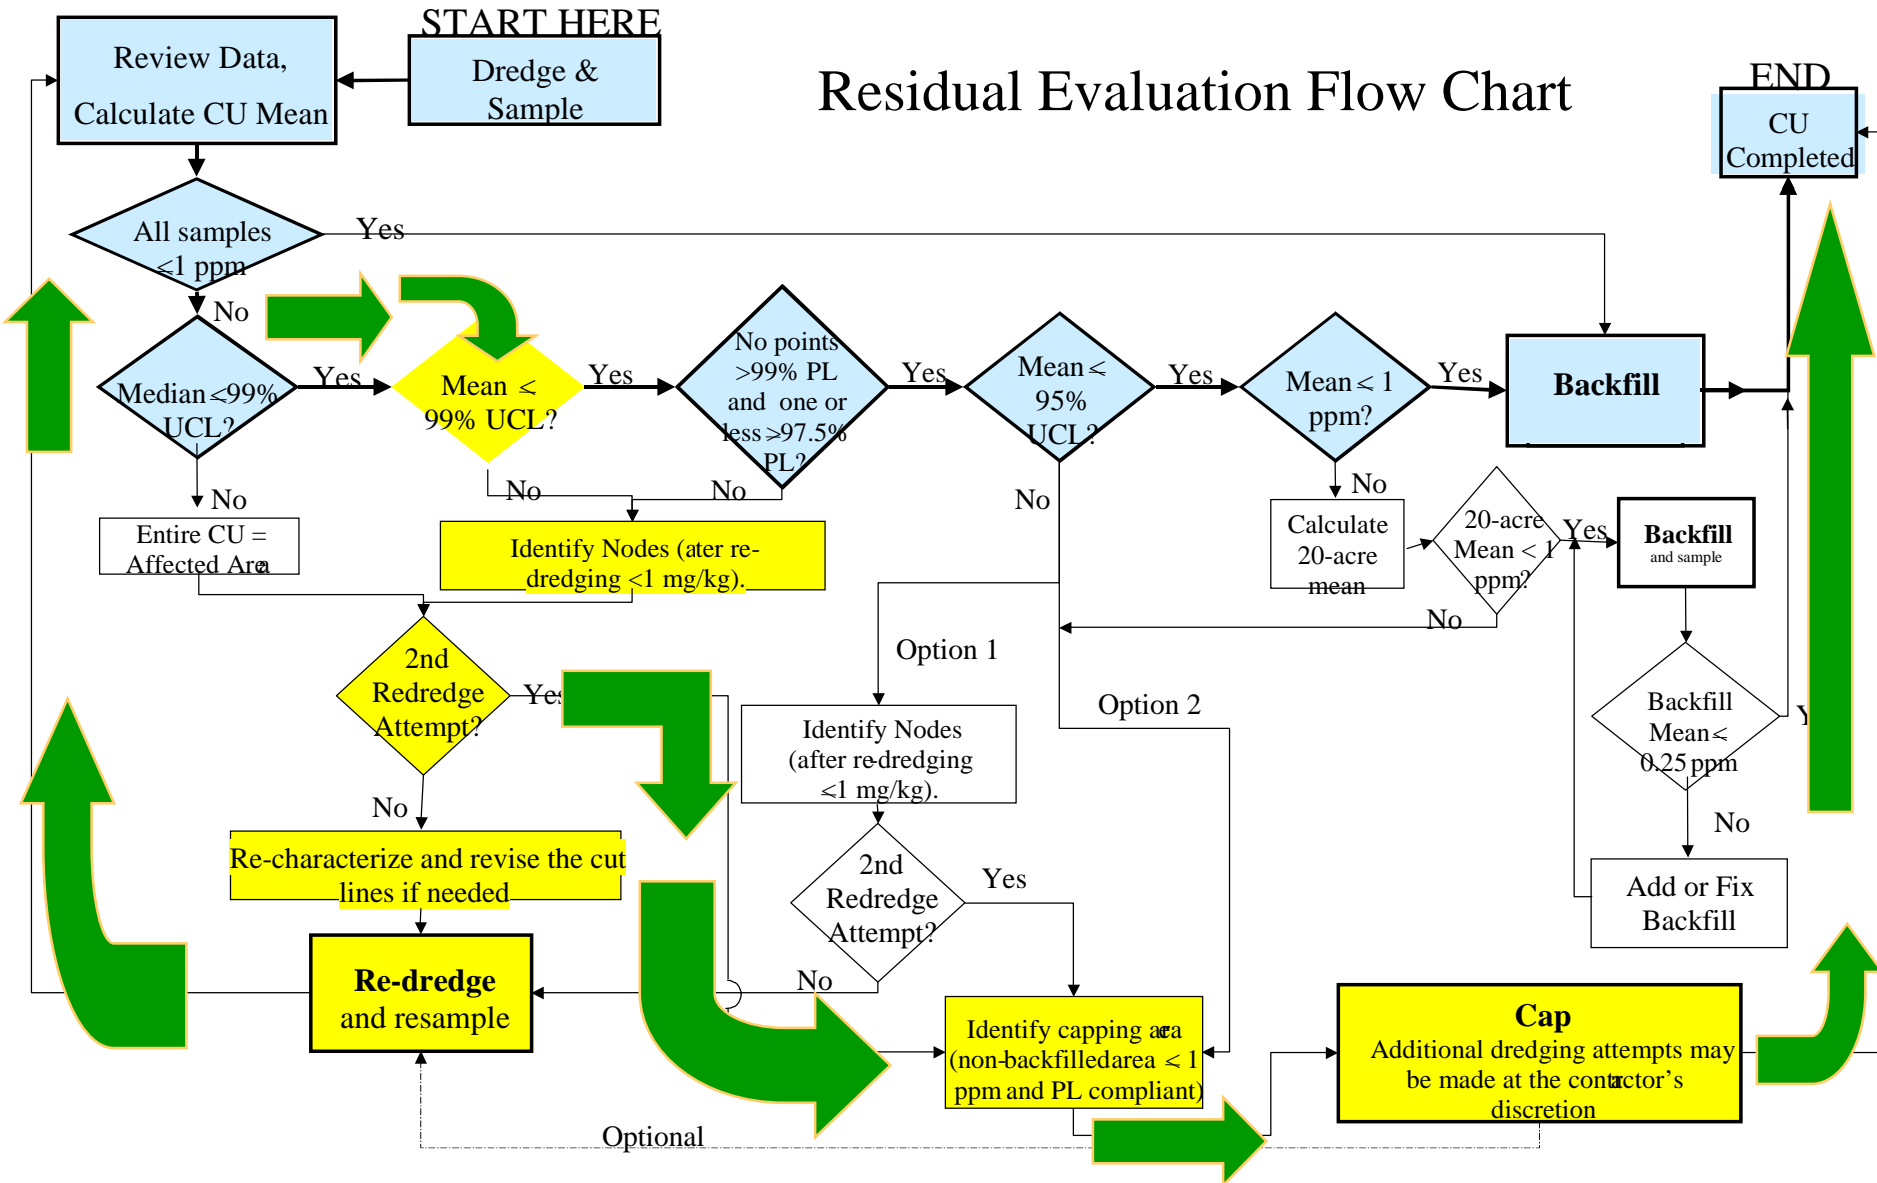 START HERE
Dredge &
Sample
Review Data,
Calculate CU Mean
Residual Evaluation Flow Chart
END
CU
Completed
All samples
≤1 ppm
Yes
No
Median ≤99%
UCL?
Yes
No
Mean ≤
99% UCL?
Yes
No
No points
>99% PL
and one or
less ≥97.5%
PL?
Yes
No
Mean ≤
95%
UCL?
Yes
No
Mean ≤ 1
ppm?
Yes
No
Backfill
Entire CU =
Affected Area
Identify Nodes (ater re-
dredging <1 mg/kg).
Calculate
20-acre
mean
20-acre
Mean < 1
ppm?
Yes
No
Backfill
and sample
2nd
Redredge
Attempt?
Yes
No
Option 1
Option 2
Identify Nodes
(after re-dredging
≤1 mg/kg).
Backfill
Mean ≤
0.25 ppm
No
Add or Fix
Backfill
Re-characterize and revise the cut
lines if needed
2nd
Redredge
Attempt?
Yes
No
Re-dredge
and resample
Identify capping area
(non-backfilled area ≤ 1
ppm and PL compliant)
Cap
Additional dredging attempts may
be made at the contractor's
discretion
Optional